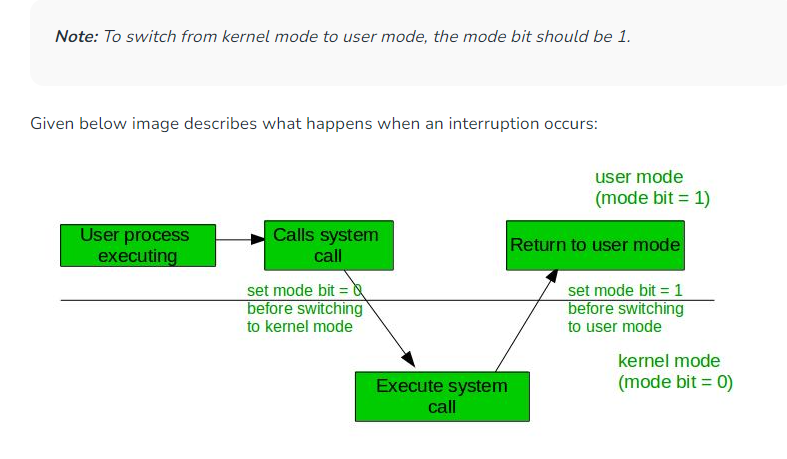 Note: To switch from kernel mode to user mode, the mode bit should be 1.
Given below image describes what happens when an interruption occurs:
user mode
(mode bit = 1)
User process
executing
Calls system
call
Return to user mode
set mode bit = 0
before switching
to kernel mode
set mode bit = 1
before switching
to user mode
kernel mode
(mode bit = 0)
Execute system
call